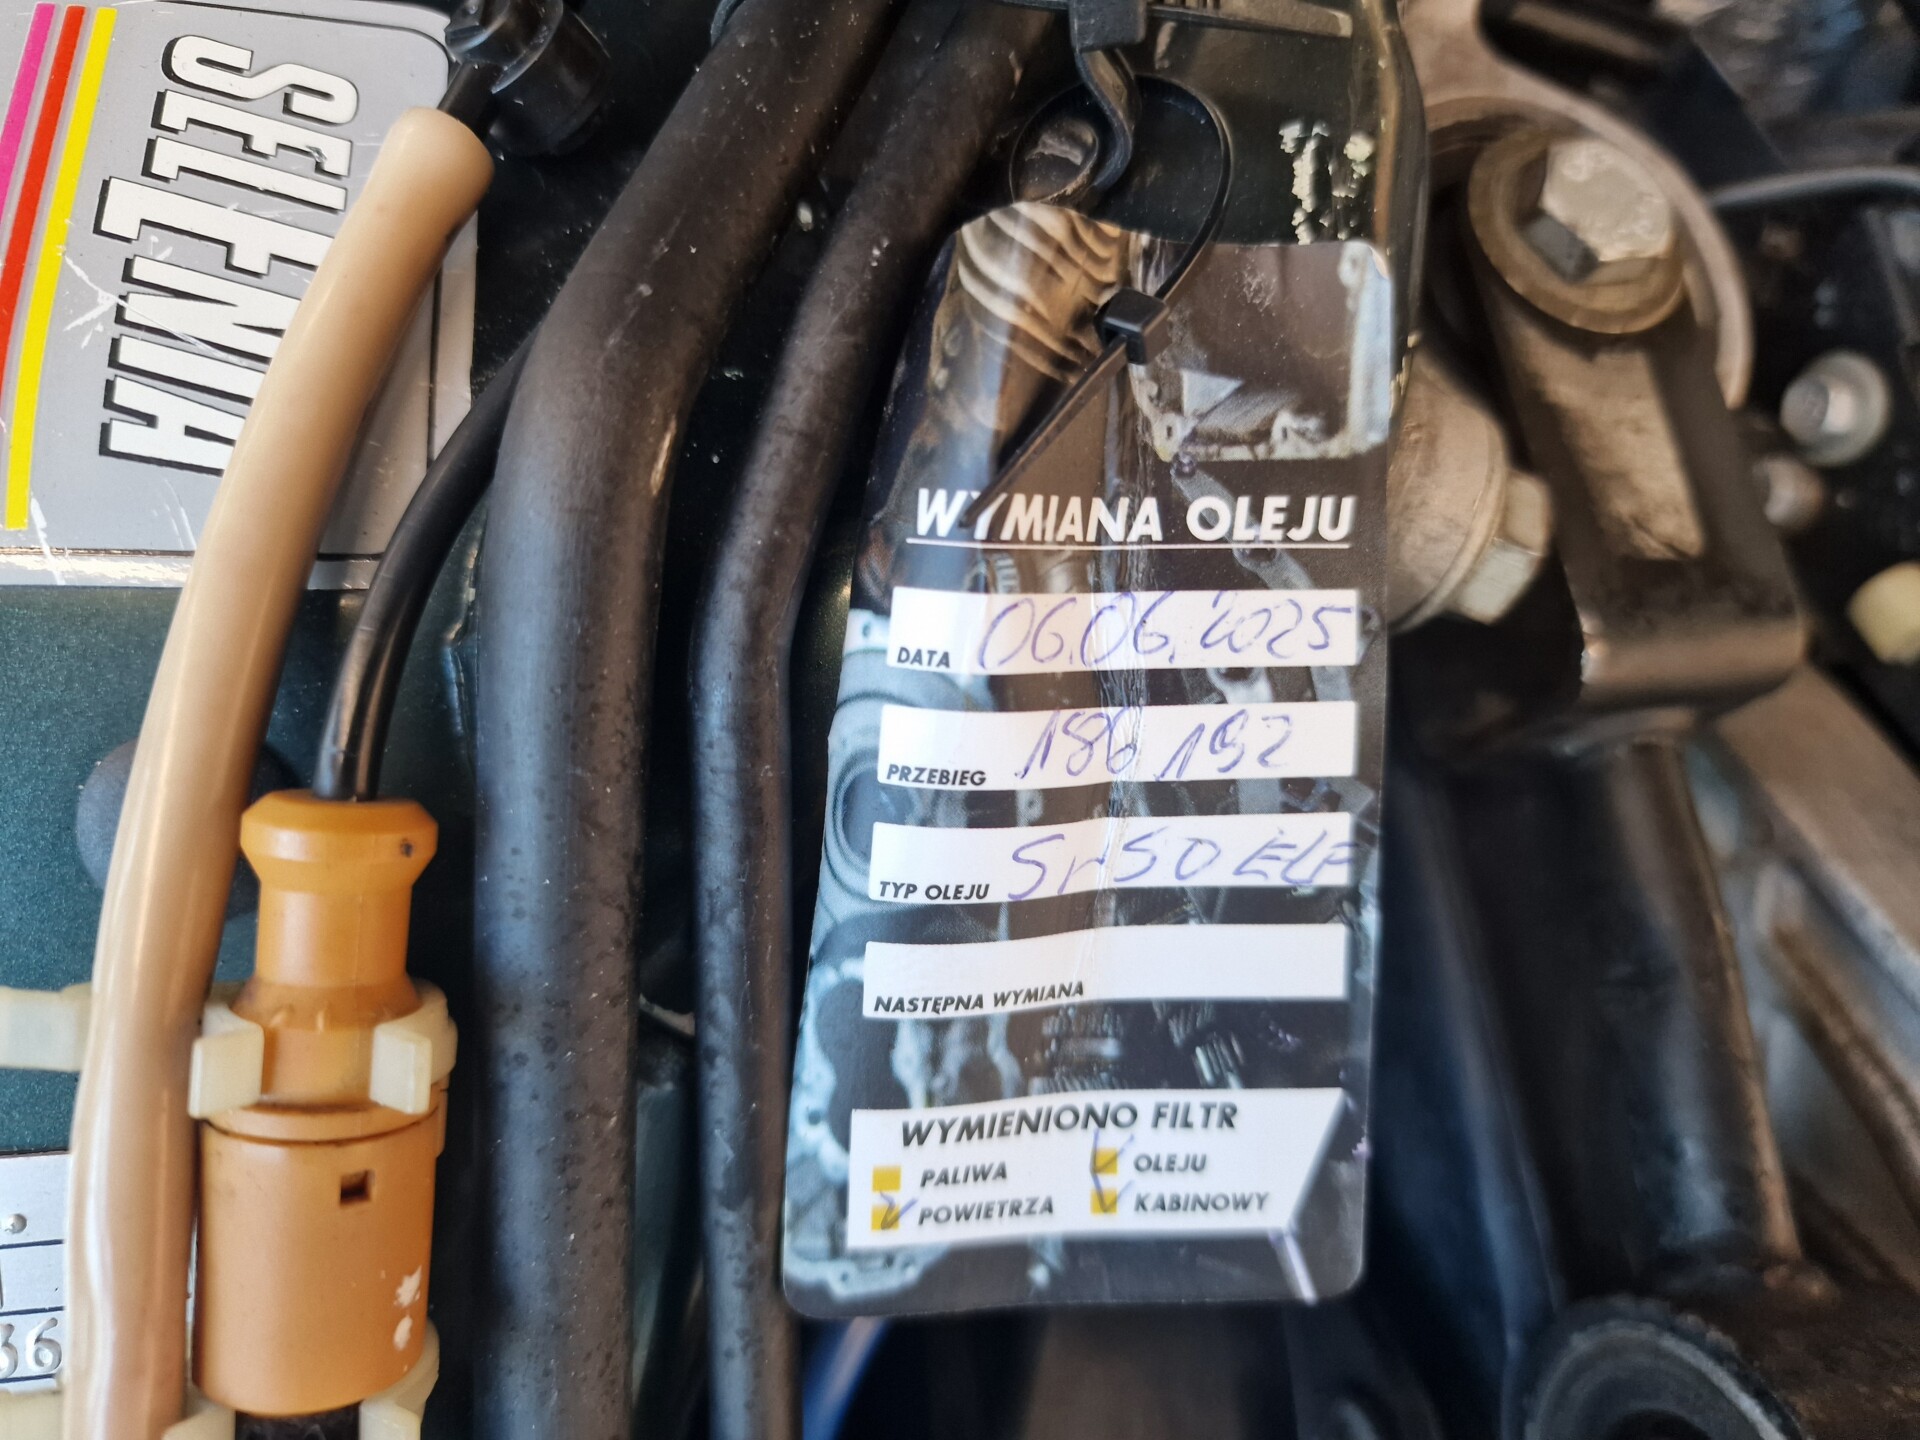 SELENIA
WYMIANA OLEJU
DATA 06.06.2025
PRZEBIEG 186 192
TYP OLEJU 5W50 ELF
NASTĘPNA WYMIANA
WYMIENIONO FILTR
PALIWA OLEJU
POWIETRZA KABINOWY
36